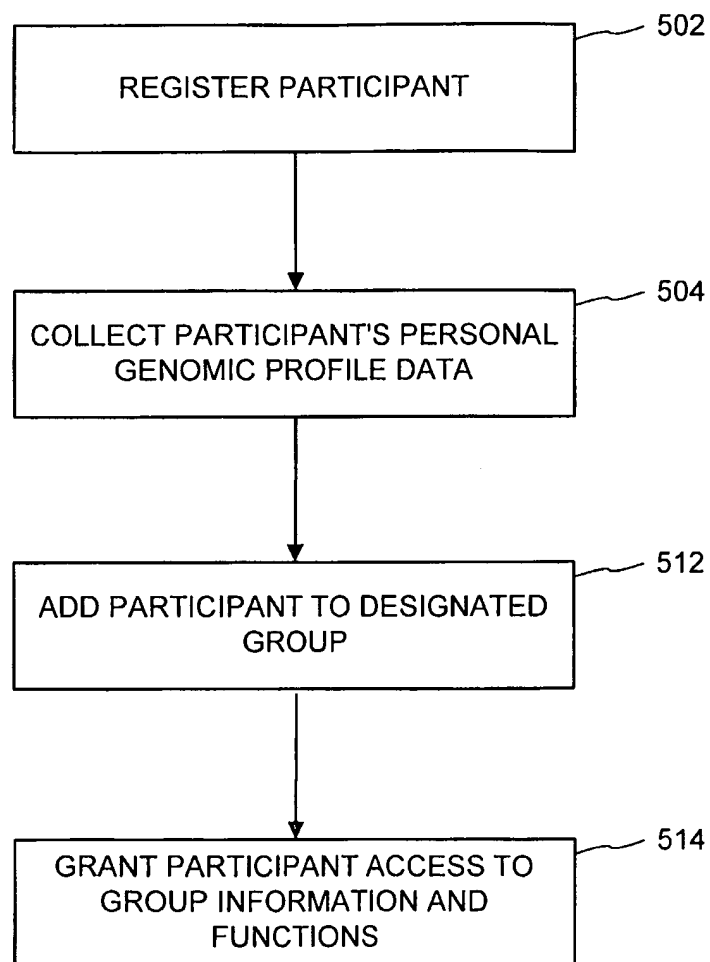 502
REGISTER PARTICIPANT
504
COLLECT PARTICIPANT'S PERSONAL
GENOMIC PROFILE DATA
512
ADD PARTICIPANT TO DESIGNATED
GROUP
514
GRANT PARTICIPANT ACCESS TO
GROUP INFORMATION AND
FUNCTIONS